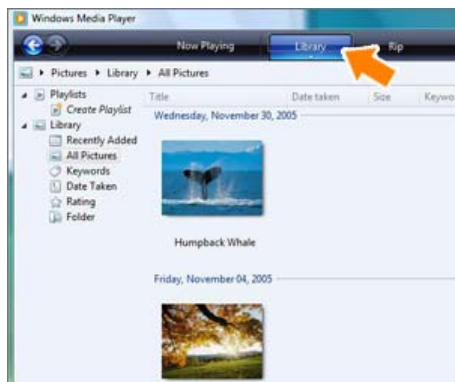 Windows Media Player
Now Playing Library Rip
Pictures Library All Pictures
Playlists
Create Playlist
Library
Recently Added
All Pictures
Keywords
Date Taken
Rating
Folder
Title Date taken Size Keywo
Wednesday, November 30, 2005
Humpback Whale
Friday, November 04, 2005